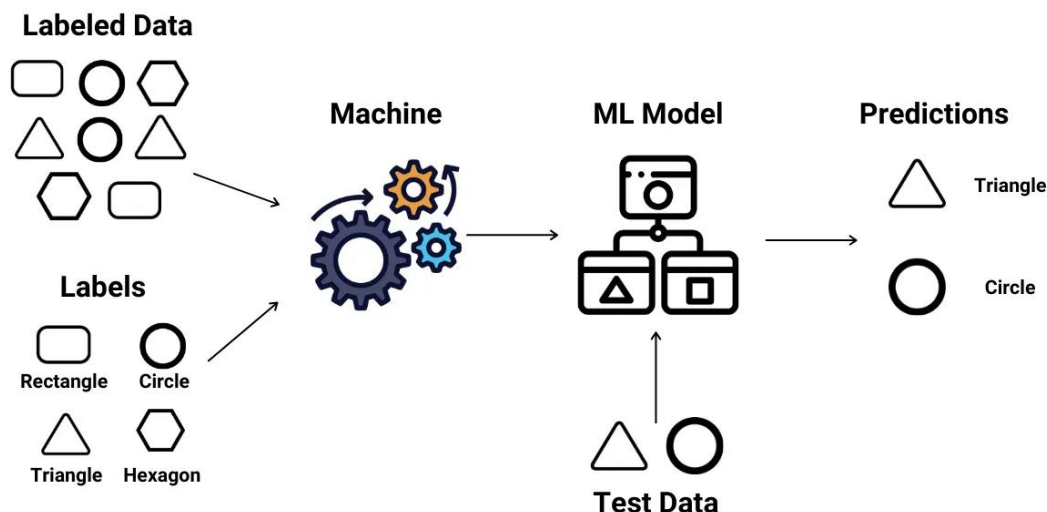 Labeled Data
Labels
Rectangle
Circle
Triangle
Hexagon
Machine
ML Model
Test Data
Predictions
Triangle
Circle